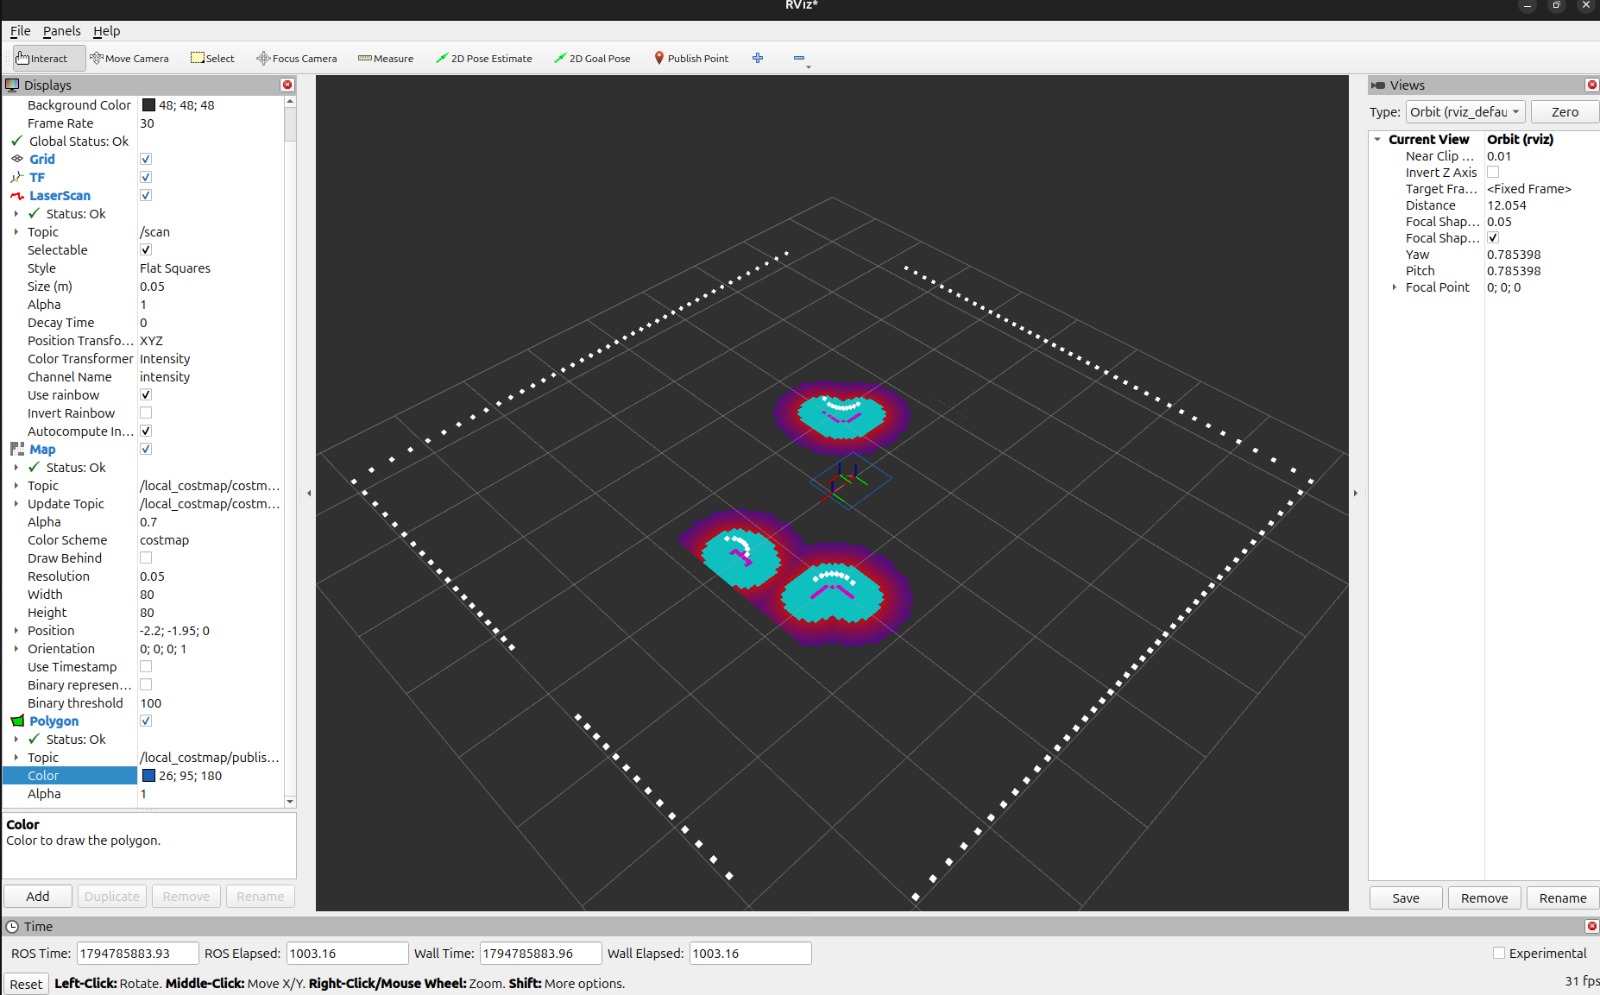 RViz*
File Panels Help
Interact Move Camera Select Focus Camera Measure 2D Pose Estimate 2D Goal Pose Publish Point
Displays
Background Color 48; 48; 48
Frame Rate 30
Global Status: Ok
Grid
TF
LaserScan
Status: Ok
Topic /scan
Selectable
Style Flat Squares
Size (m) 0.05
Alpha 1
Decay Time 0
Position Transfo... XYZ
Color Transformer Intensity
Channel Name intensity
Use rainbow
Invert Rainbow
Autocompute In...
Map
Status: Ok
Topic /local_costmap/costm...
Update Topic /local_costmap/costm...
Alpha 0.7
Color Scheme costmap
Draw Behind
Resolution 0.05
Width 80
Height 80
Position -2.2; -1.95; 0
Orientation 0; 0; 0; 1
Use Timestamp
Binary represen...
Binary threshold 100
Polygon
Status: Ok
Topic /local_costmap/publis...
Color 26; 95; 180
Alpha 1
Color
Color to draw the polygon.
Add Duplicate Remove Rename
Views
Type: Orbit (rviz_defau Zero
Current View Orbit (rviz)
Near Clip ... 0.01
Invert Z Axis
Target Fra... <Fixed Frame>
Distance 12.054
Focal Shap... 0.05
Focal Shap...
Yaw 0.785398
Pitch 0.785398
Focal Point 0; 0; 0
Save Remove Rename
Time
ROS Time: 1794785883.93 ROS Elapsed: 1003.16 Wall Time: 1794785883.96 Wall Elapsed: 1003.16 Experimental
Reset Left-Click: Rotate. Middle-Click: Move X/Y. Right-Click/Mouse Wheel: Zoom. Shift: More options. 31 fps